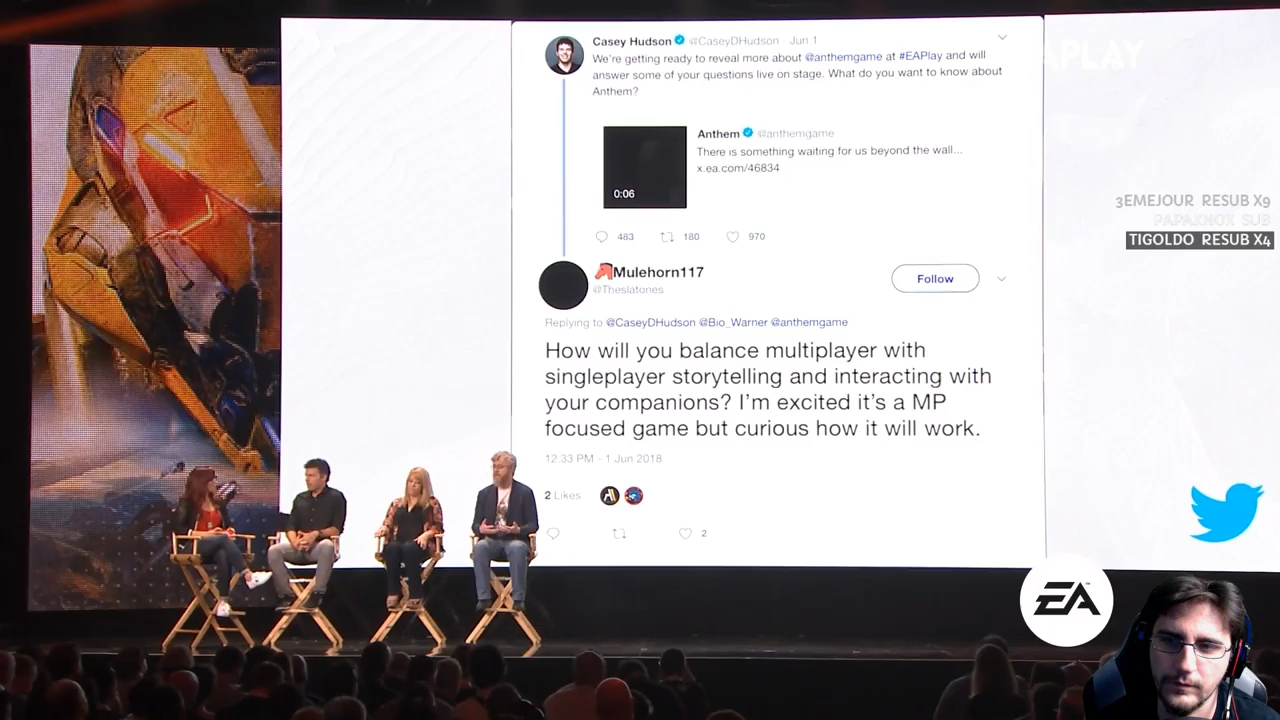 Casey Hudson @CaseyDHudson · Jun 1
We're getting ready to reveal more about @anthemgame at #EAPlay and will
answer some of your questions live on stage. What do you want to know about
Anthem?
Anthem @anthemgame
There is something waiting for us beyond the wall...
x.ea.com/46834
0:06
483 180 970
Mulehorn117
@Theslatones
Follow
Replying to @CaseyDHudson @Bio_Warner @anthemgame
How will you balance multiplayer with
singleplayer storytelling and interacting with
your companions? I'm excited it's a MP
focused game but curious how it will work.
12.33 PM · 1 Jun 2018
2 Likes
2
APLAY
3EMEJOUR RESUB X9
PAPAKNOX SUB
TIGOLDO RESUB X4
EA